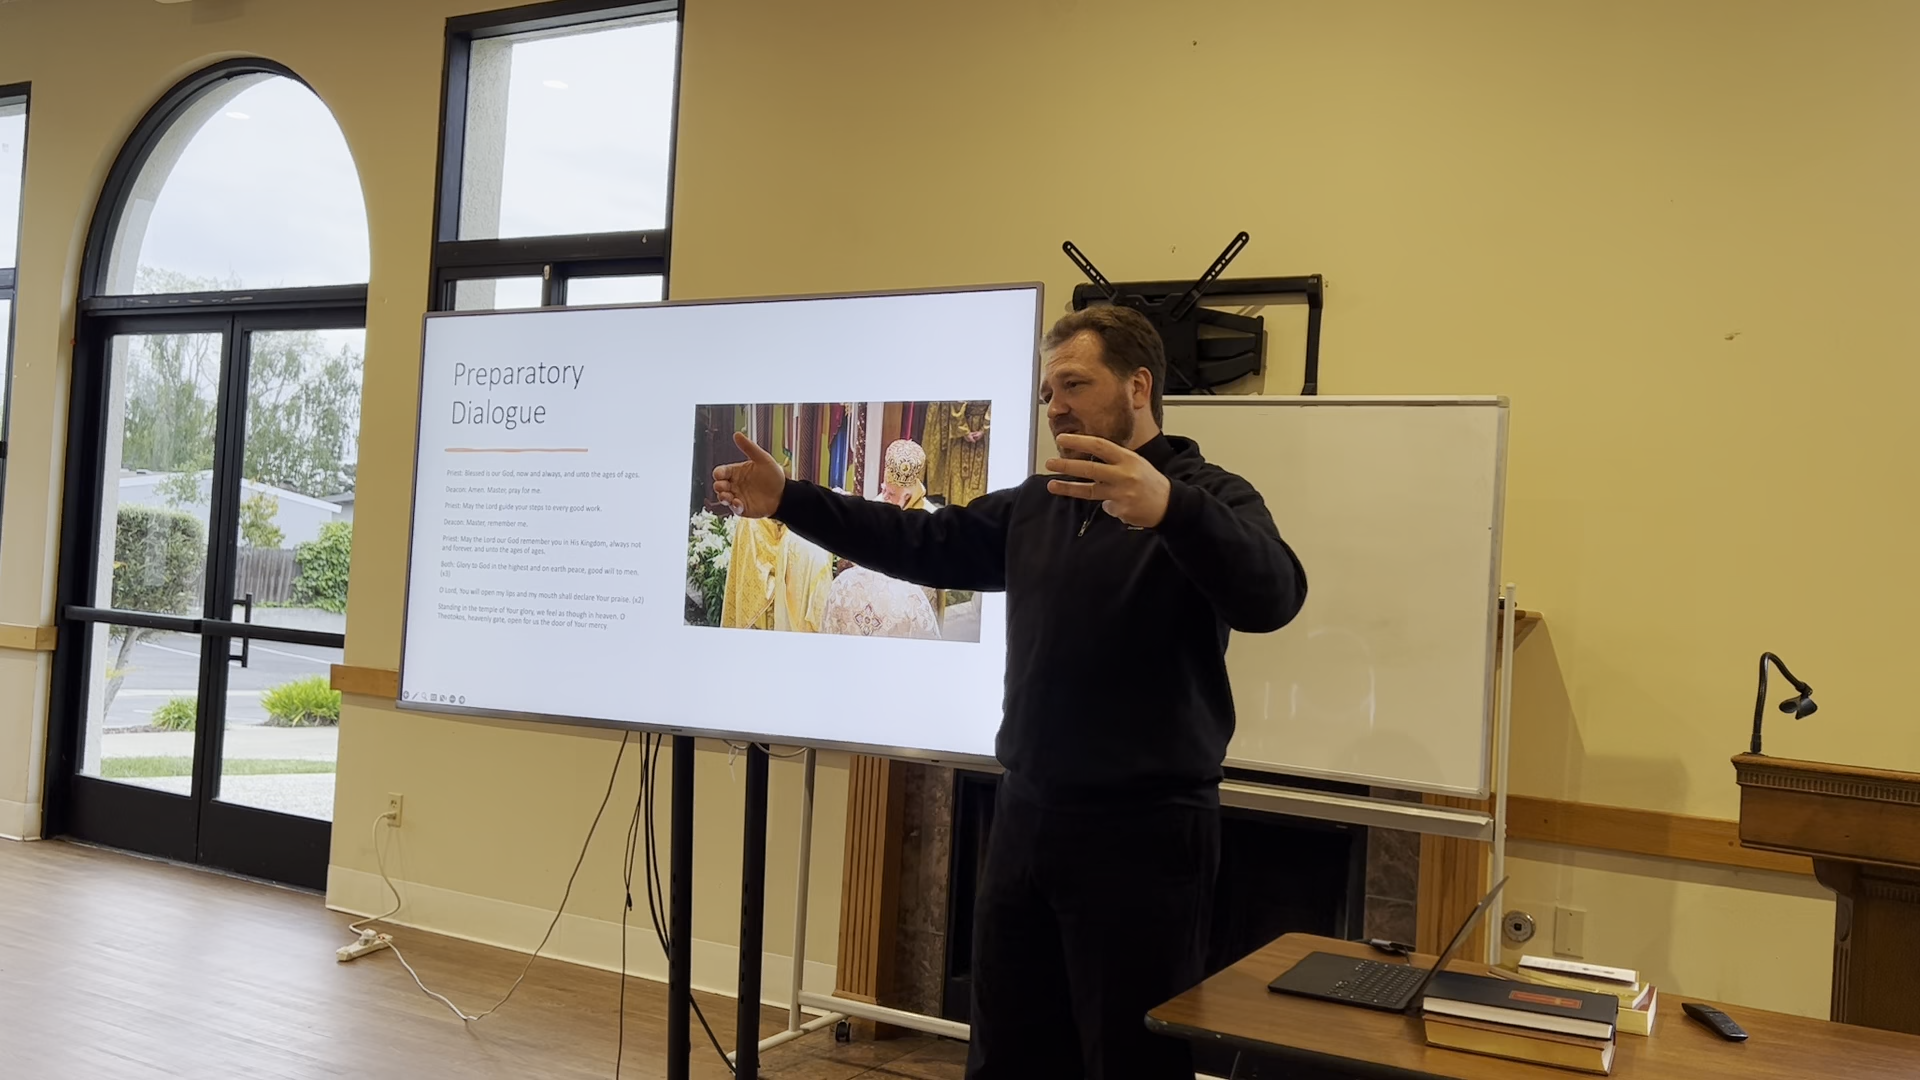 Preparatory
Dialogue
Priest: Blessed is our God, now and always, and unto the ages of ages.
Deacon: Amen. Master, pray for me.
Priest: May the Lord guide your steps to every good work.
Deacon: Master, remember me.
Priest: May the Lord our God remember you in His Kingdom, always not
and forever, and unto the ages of ages.
Both: Glory to God in the highest and on earth peace, good will to men.
(x3)
O Lord, You will open my lips and my mouth shall declare Your praise. (x2)
Standing in the temple of Your glory, we feel as though in heaven. O
Theotokos, heavenly gate, open for us the door of Your mercy.